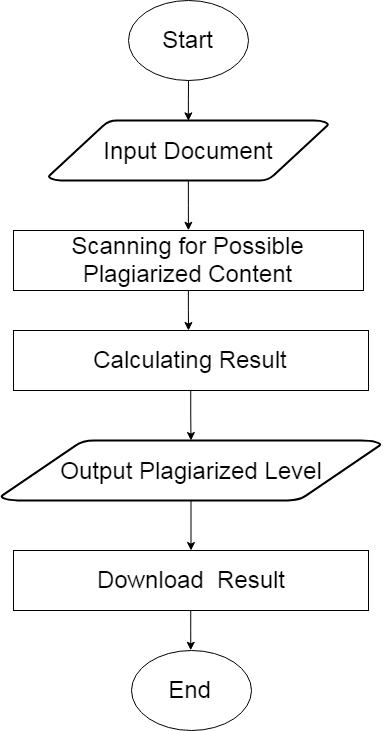 Start
Input Document
Scanning for Possible
Plagiarized Content
Calculating Result
Output Plagiarized Level
Download  Result
End